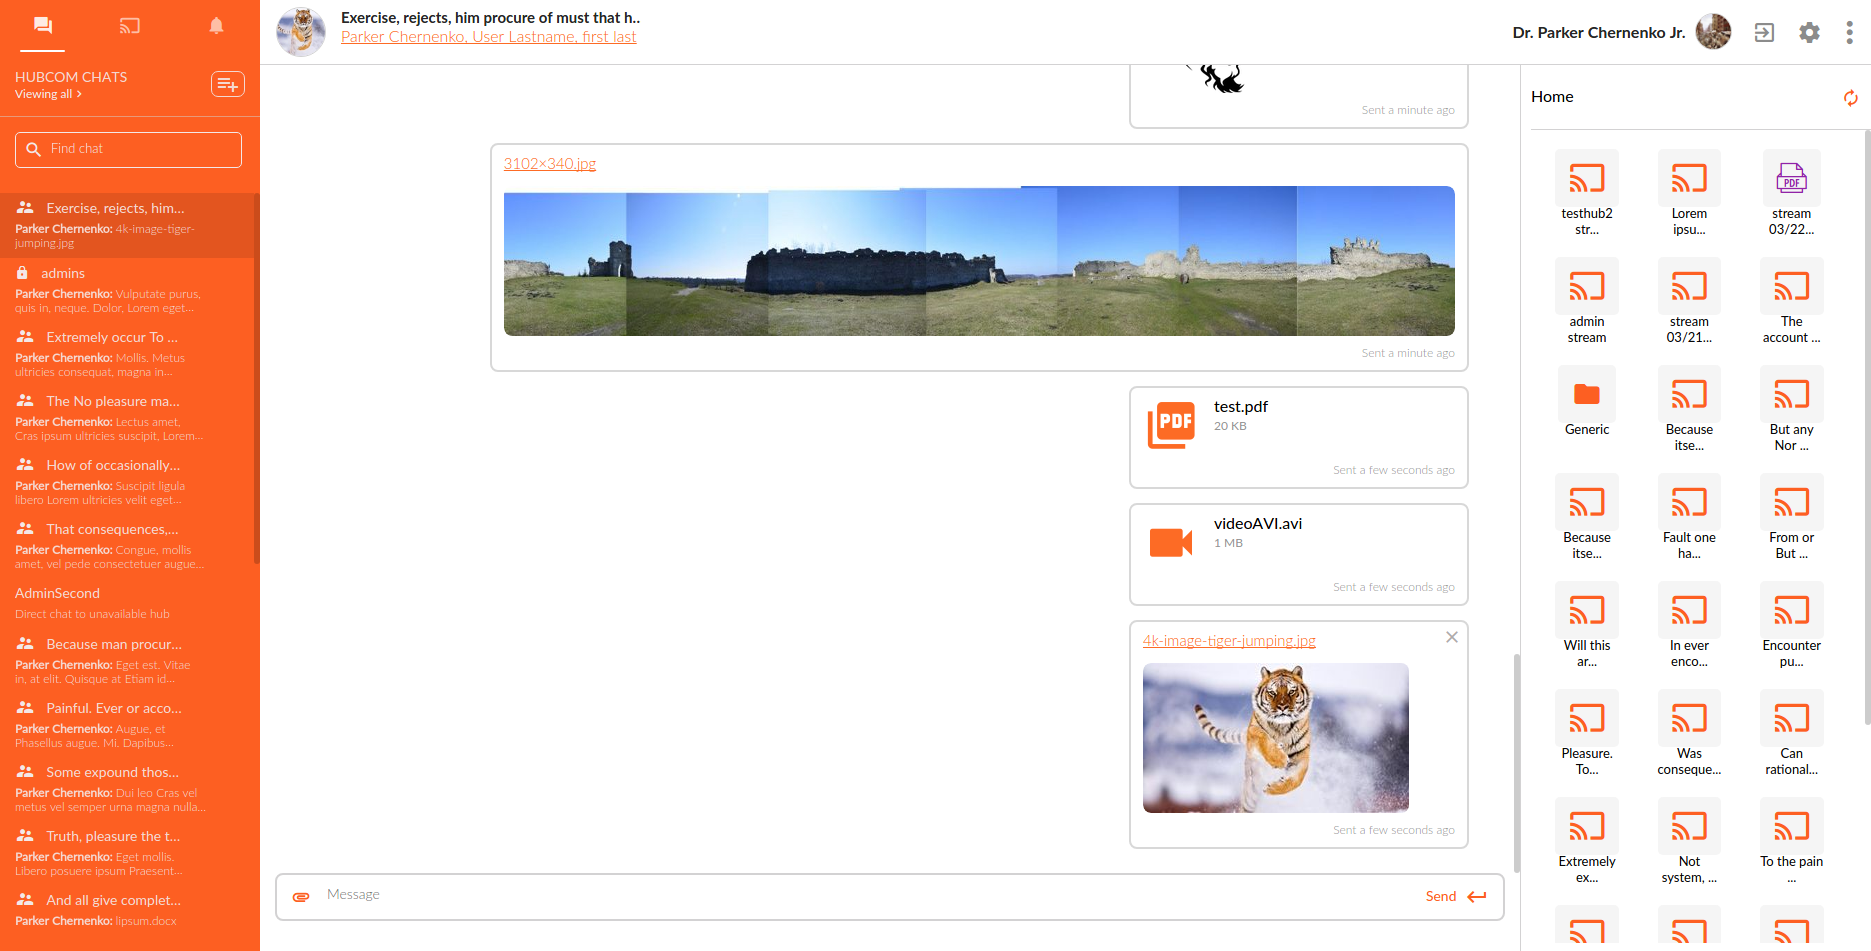 HUBCOM CHATS
Viewing all
Find chat
Exercise, rejects, him...
Parker Chernenko: 4k-image-tiger-
jumping.jpg
admins
Parker Chernenko: Vulputate purus,
quis in, neque. Dolor, Lorem eget...
Extremely occur To ...
Parker Chernenko: Mollis. Metus
ultricies consequat, magna in...
The No pleasure ma...
Parker Chernenko: Lectus amet,
Cras ipsum ultricies suscipit, Lorem...
How of occasionally...
Parker Chernenko: Suscipit ligula
libero Lorem ultricies velit eget...
That consequences,...
Parker Chernenko: Congue, mollis
amet, vel pede consectetuer augue...
AdminSecond
Direct chat to unavailable hub
Because man procur...
Parker Chernenko: Eget est. Vitae
in, at elit. Quisque at Etiam id...
Painful. Ever or acco...
Parker Chernenko: Augue, et
Phasellus augue, Mi. Dapibus...
Some expound thos...
Parker Chernenko: Dui leo Cras vel
metus vel semper urna magna nulla...
Truth, pleasure the t...
Parker Chernenko: Eget mollis.
Libero posuere ipsum Praesent...
And all give complet...
Parker Chernenko: lipsum.docx
Exercise, rejects, him procure of must that h..
Parker Chernenko, User Lastname, first last
Dr. Parker Chernenko Jr.
Sent a minute ago
3102×340.jpg
Sent a minute ago
PDF
test.pdf
20 KB
Sent a few seconds ago
videoAVI.avi
1 MB
Sent a few seconds ago
4k-image-tiger-jumping.jpg
Sent a few seconds ago
Message
Send
Home
testhub2
str...
Lorem
ipsu...
PDF
stream
03/22...
admin
stream
stream
03/21...
The
account ...
Generic
Because
itse...
But any
Nor ...
Because
itse...
Fault one
ha...
From or
But ...
Will this
ar...
In ever
enco...
Encounter
pu...
Pleasure.
To...
Was
conseque...
Can
rational...
Extremely
ex...
Not
system, ...
To the pain
...